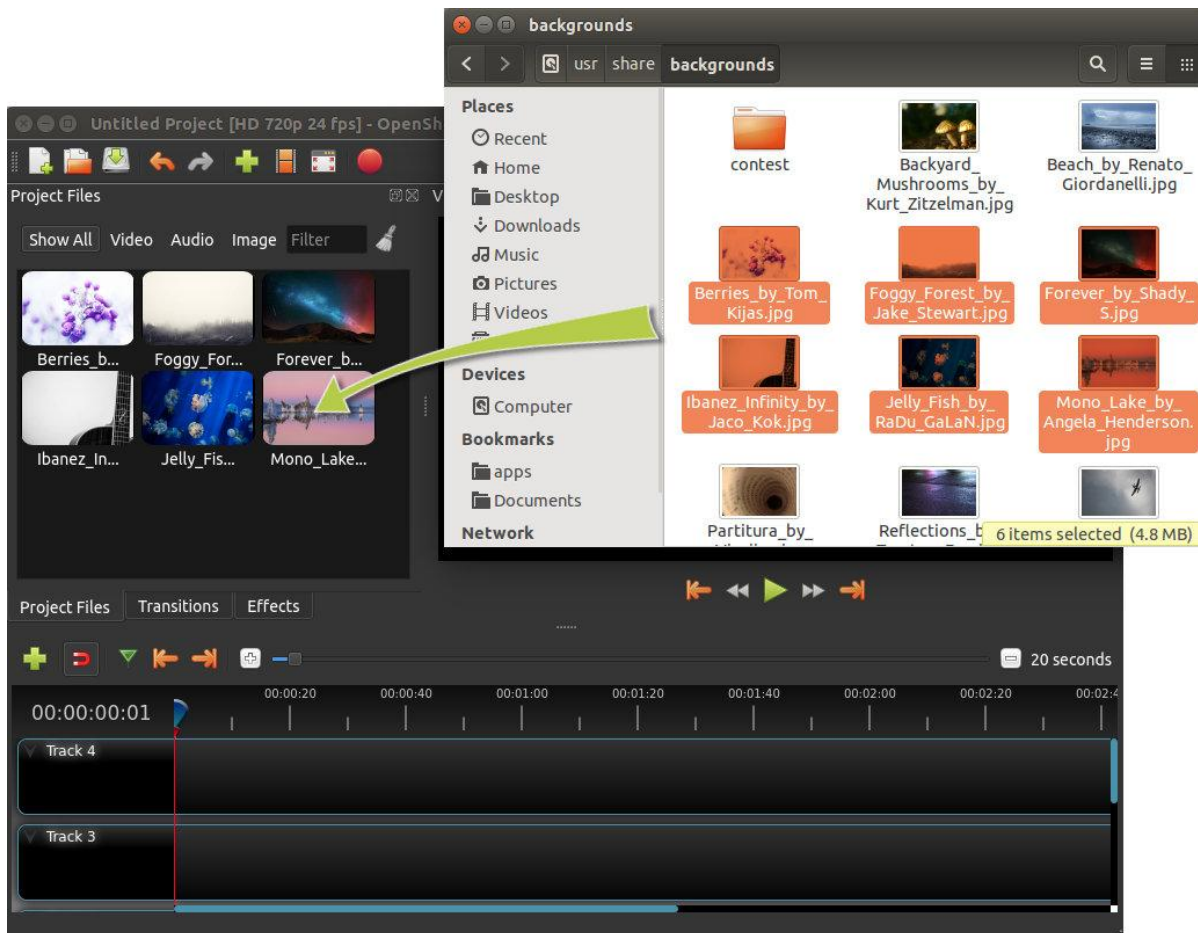 backgrounds
usr share backgrounds
Places
Recent
Home
Desktop
Downloads
Music
Pictures
Videos
Devices
Computer
Bookmarks
apps
Documents
Network
contest
Backyard_
Mushrooms_by_
Kurt_Zitzelman.jpg
Beach_by_Renato_
Giordanelli.jpg
Berries_by_Tom_
Kijas.jpg
Foggy_Forest_by_
Jake_Stewart.jpg
Forever_by_Shady_
S.jpg
Ibanez_Infinity_by_
Jaco_Kok.jpg
Jelly_Fish_by_
RaDu_GaLaN.jpg
Mono_Lake_by_
Angela_Henderson.
jpg
Partitura_by_
Reflections_b
6 items selected (4.8 MB)
Untitled Project [HD 720p 24 fps] - OpenSh
Project Files
V
Show All Video Audio Image Filter
Berries_b...
Foggy_For...
Forever_b...
Ibanez_In...
Jelly_Fis...
Mono_Lake...
Project Files Transitions Effects
20 seconds
00:00:00:01
00:00:20 00:00:40 00:01:00 00:01:20 00:01:40 00:02:00 00:02:20 00:02:4
Track 4
Track 3